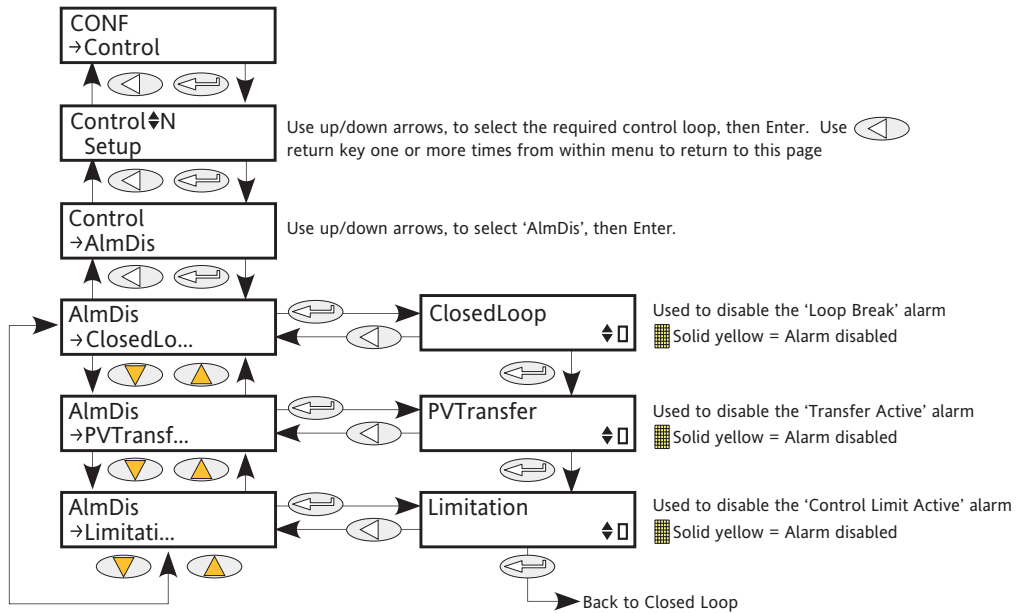 CONF
→Control
Control♦N
Setup
Use up/down arrows, to select the required control loop, then Enter. Use
return key one or more times from within menu to return to this page
Control
→AlmDis
Use up/down arrows, to select ‘AlmDis’, then Enter.
AlmDis
→ClosedLo...
ClosedLoop
Used to disable the ‘Loop Break’ alarm
Solid yellow = Alarm disabled
AlmDis
→PVTransf...
PVTransfer
Used to disable the ‘Transfer Active’ alarm
Solid yellow = Alarm disabled
AlmDis
→Limitati...
Limitation
Used to disable the ‘Control Limit Active’ alarm
Solid yellow = Alarm disabled
Back to Closed Loop